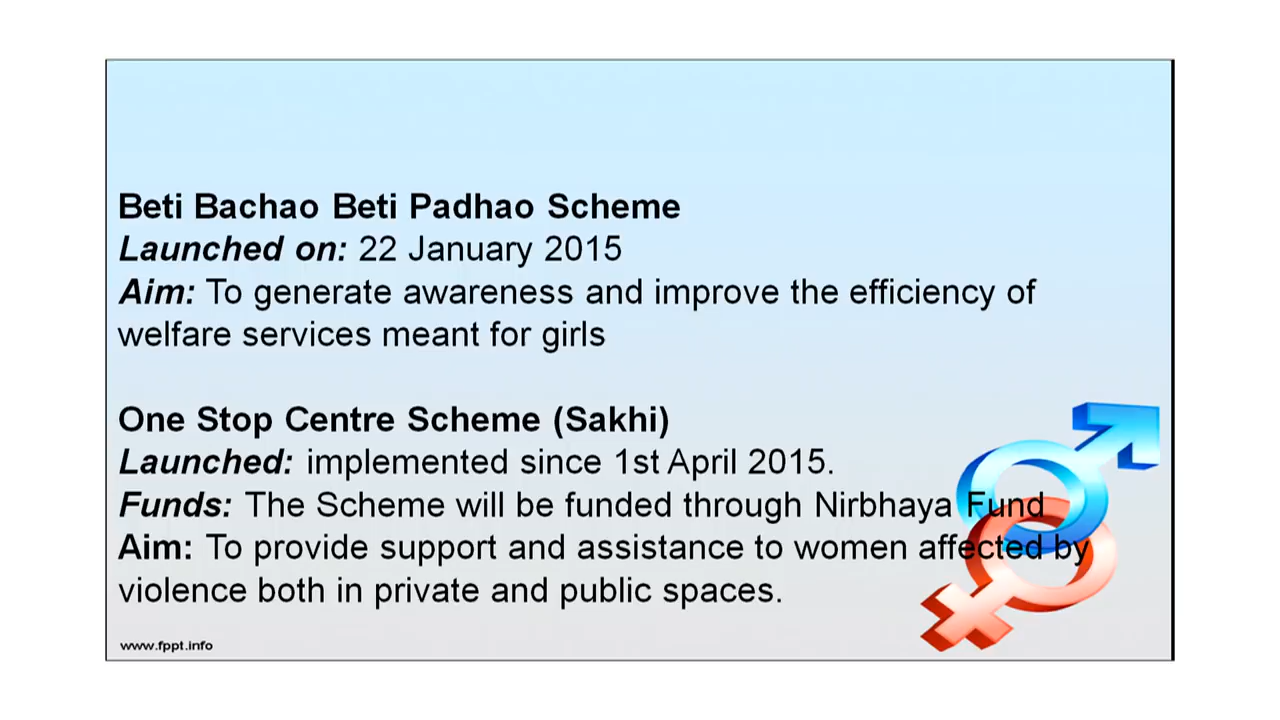 Beti Bachao Beti Padhao Scheme
Launched on: 22 January 2015
Aim: To generate awareness and improve the efficiency of
welfare services meant for girls
One Stop Centre Scheme (Sakhi)
Launched: implemented since 1st April 2015.
Funds: The Scheme will be funded through Nirbhaya Fund
Aim: To provide support and assistance to women affected by
violence both in private and public spaces.
www.fppt.info